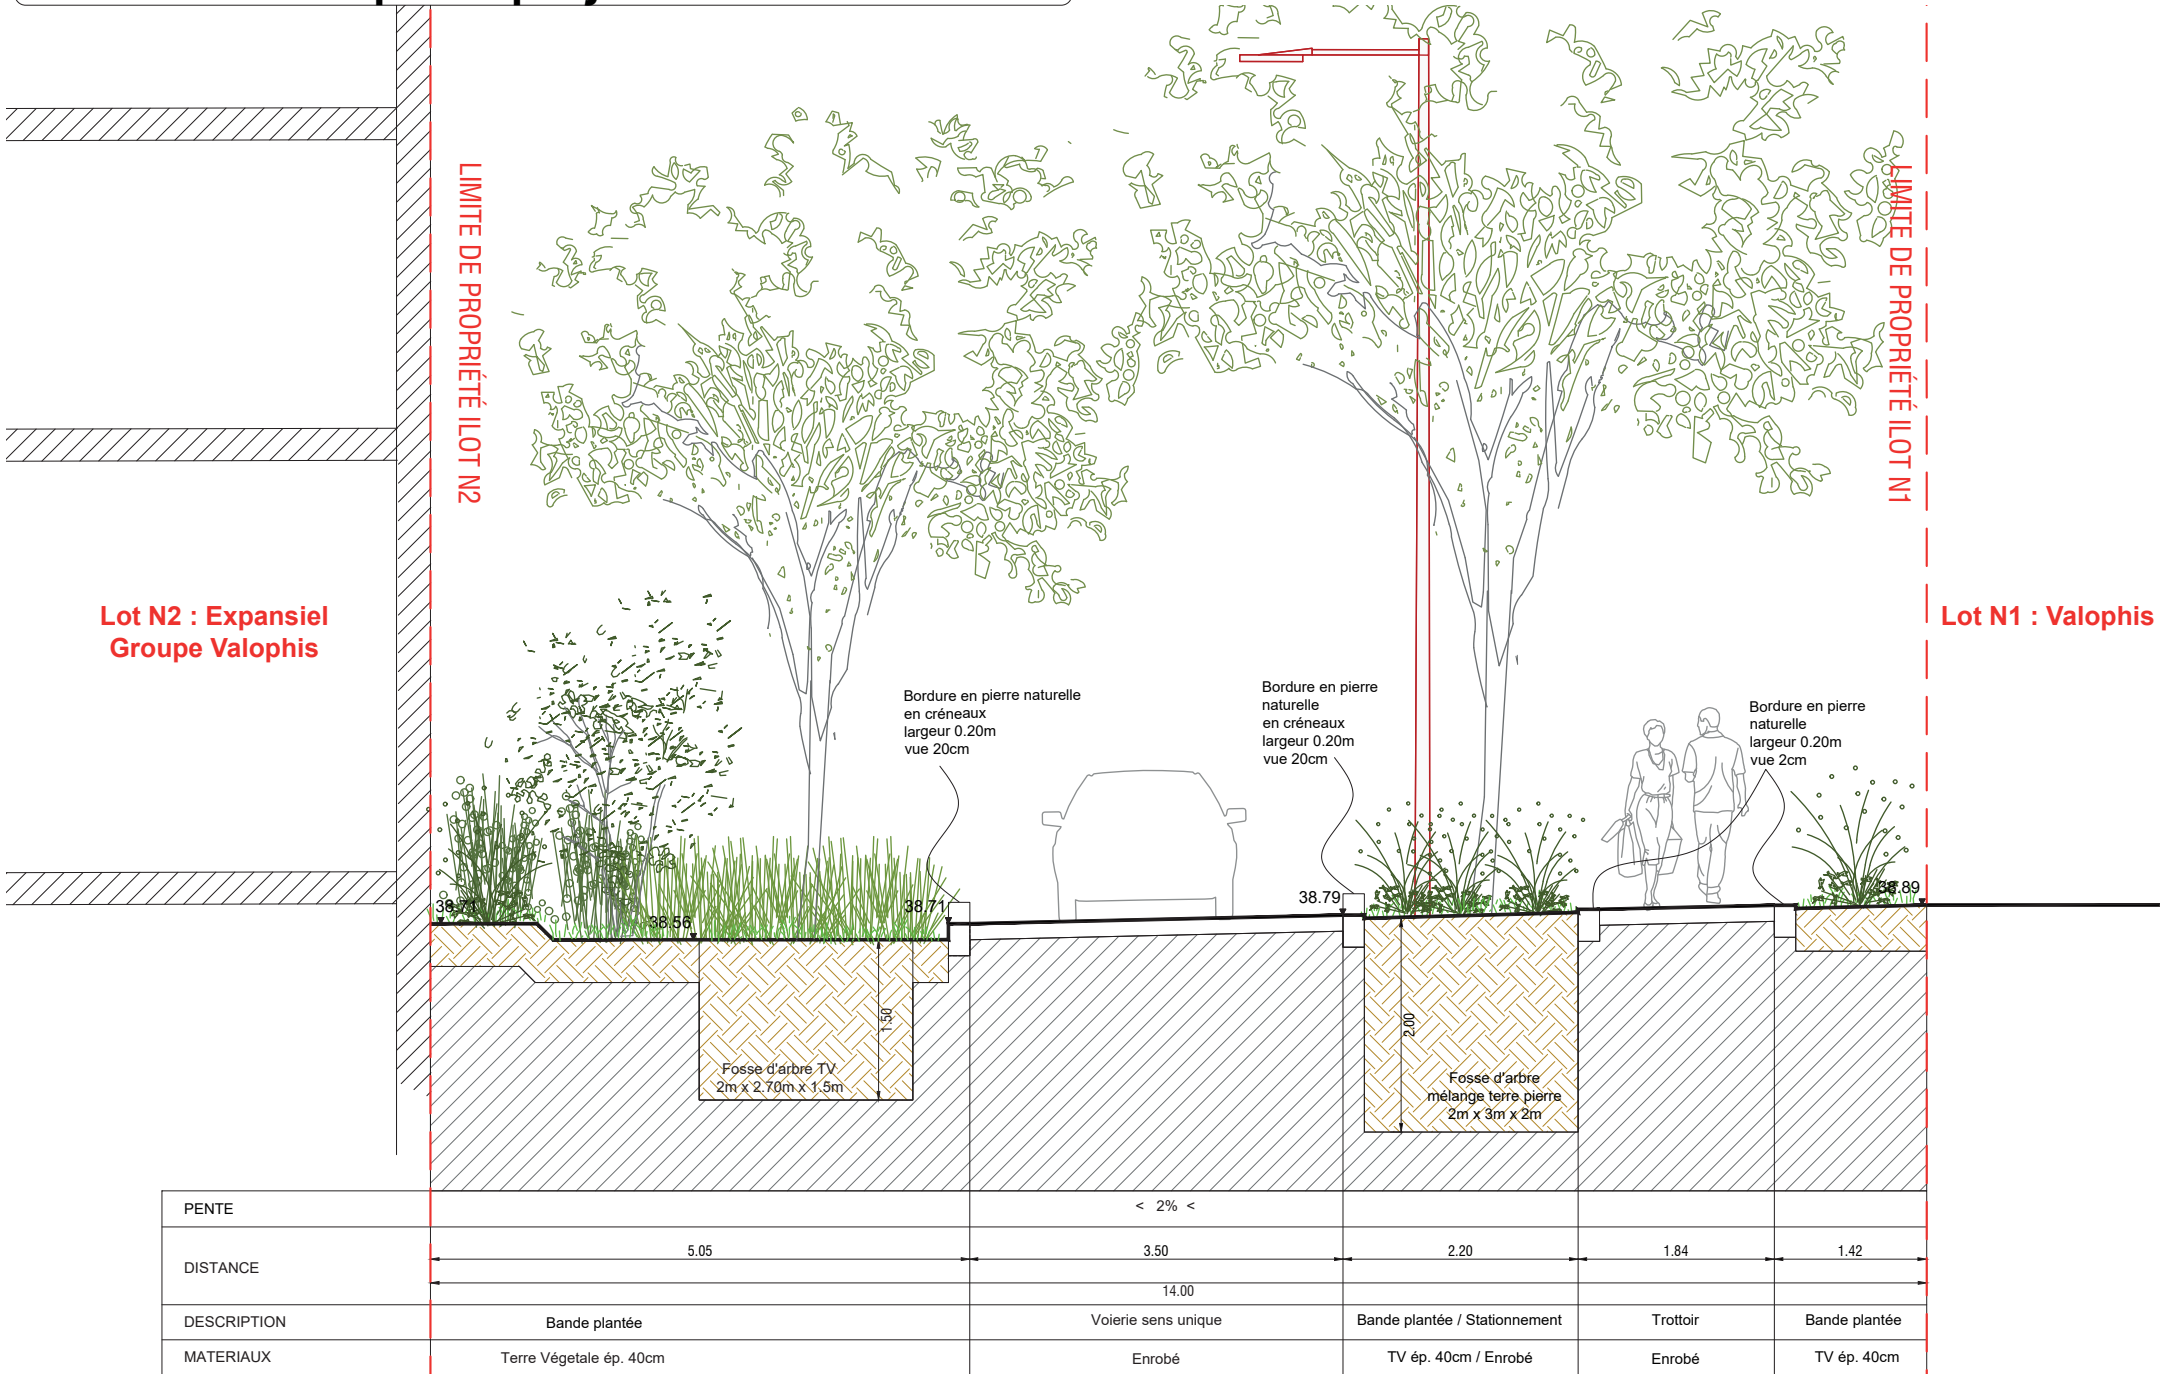 LIMITE DE PROPRIÉTÉ ILOT N2
LIMITE DE PROPRIÉTÉ ILOT N1
Lot N2 : Expansiel
Groupe Valophis
Lot N1 : Valophis
Bordure en pierre naturelle
en créneaux
largeur 0.20m
vue 20cm
Bordure en pierre
naturelle
en créneaux
largeur 0.20m
vue 20cm
Bordure en pierre
naturelle
largeur 0.20m
vue 2cm
38.71
38.56
38.71
38.79
38.89
1.50
2.00
Fosse d'arbre TV
2m x 2.70m x 1.5m
Fosse d'arbre
mélange terre pierre
2m x 3m x 2m
PENTE
< 2% <
DISTANCE
5.05
3.50
2.20
1.84
1.42
14.00
DESCRIPTION
Bande plantée
Voierie sens unique
Bande plantée / Stationnement
Trottoir
Bande plantée
MATERIAUX
Terre Végetale ép. 40cm
Enrobé
TV ép. 40cm / Enrobé
Enrobé
TV ép. 40cm